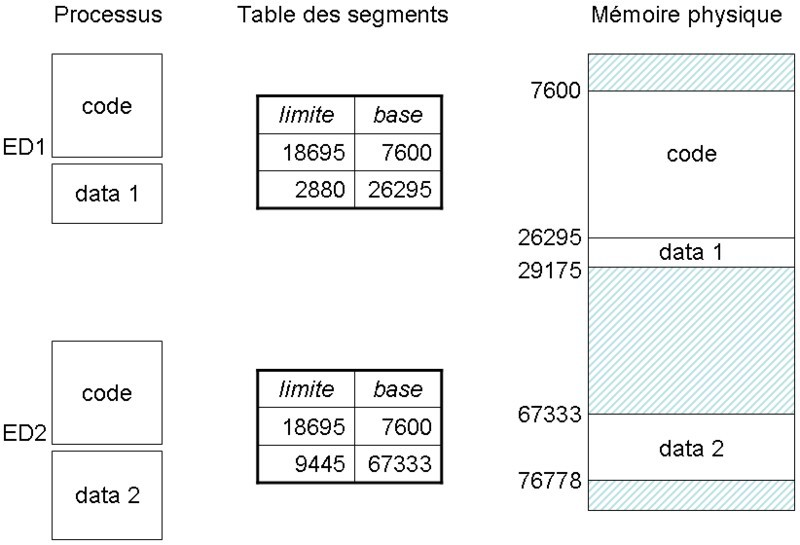 Processus
Table des segments
Mémoire physique
ED1
code
data 1
limite base
18695 7600
2880 26295
7600
code
26295
data 1
29175
ED2
code
data 2
limite base
18695 7600
9445 67333
67333
data 2
76778